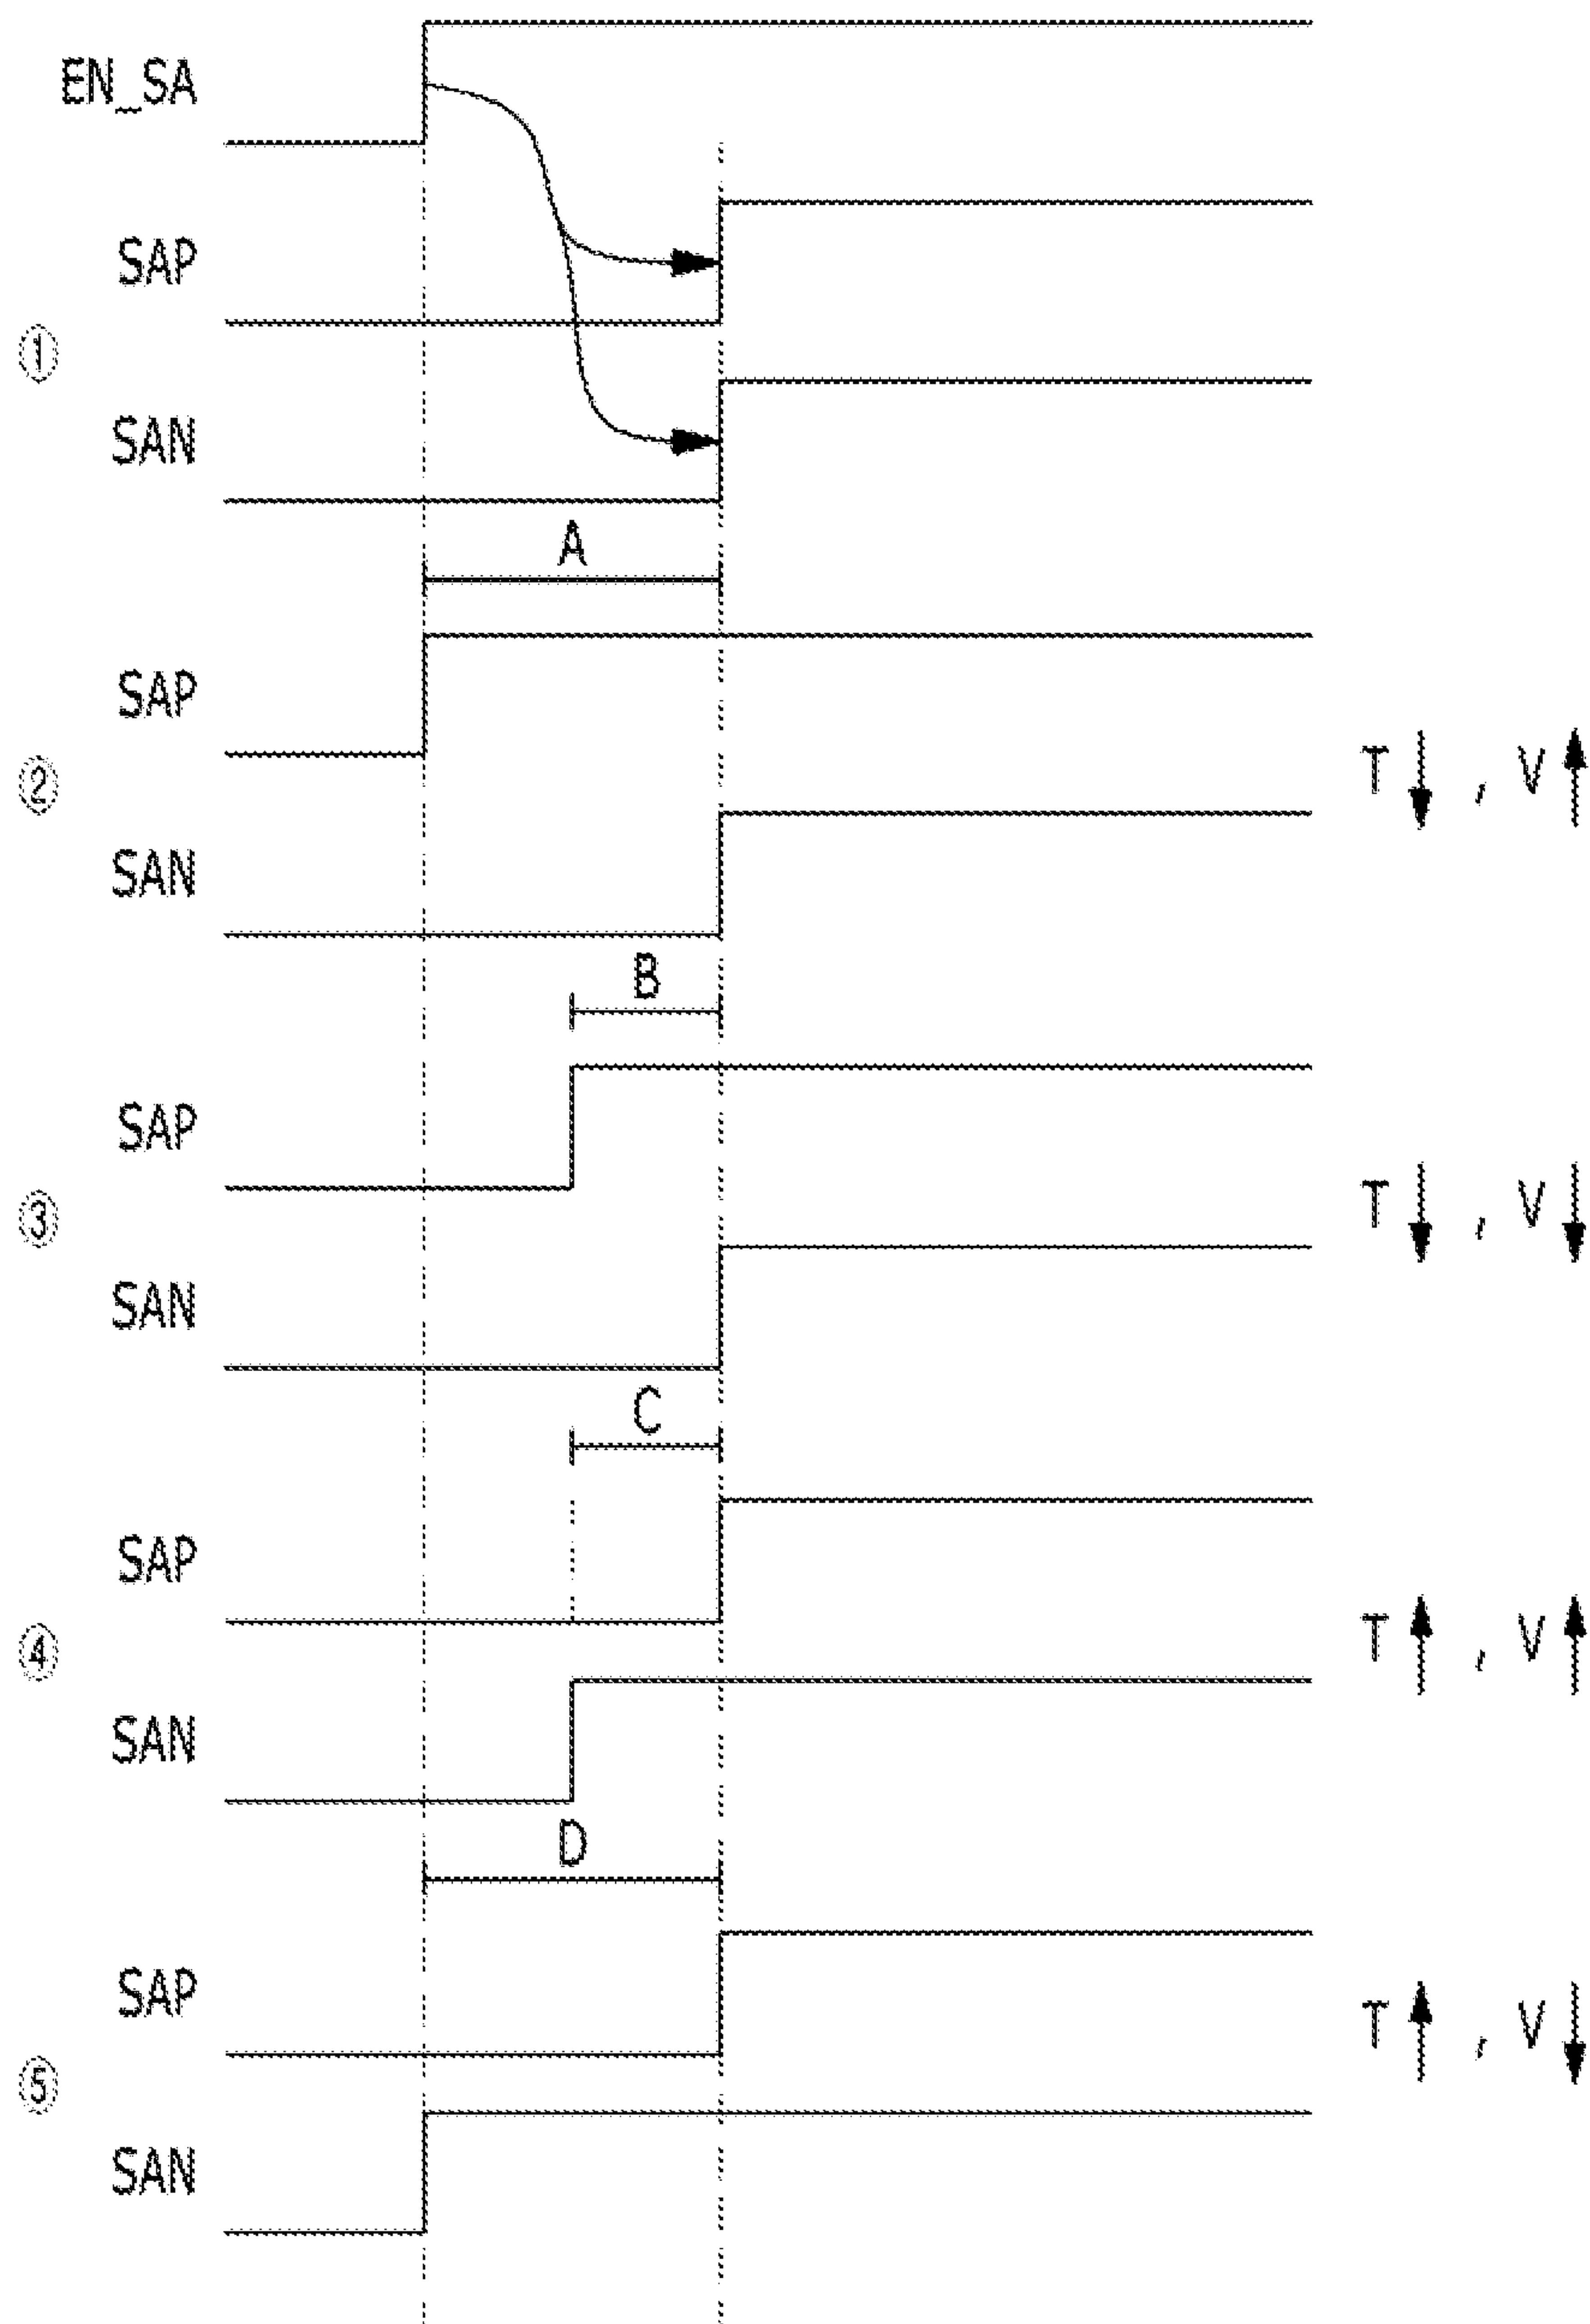 EN_SA
SAP
①
SAN
A
SAP
② T↓ , V↑
SAN
B
SAP
③ T↓ , V↓
SAN
C
SAP
④ T↑ , V↑
SAN
D
SAP
⑤ T↑ , V↓
SAN